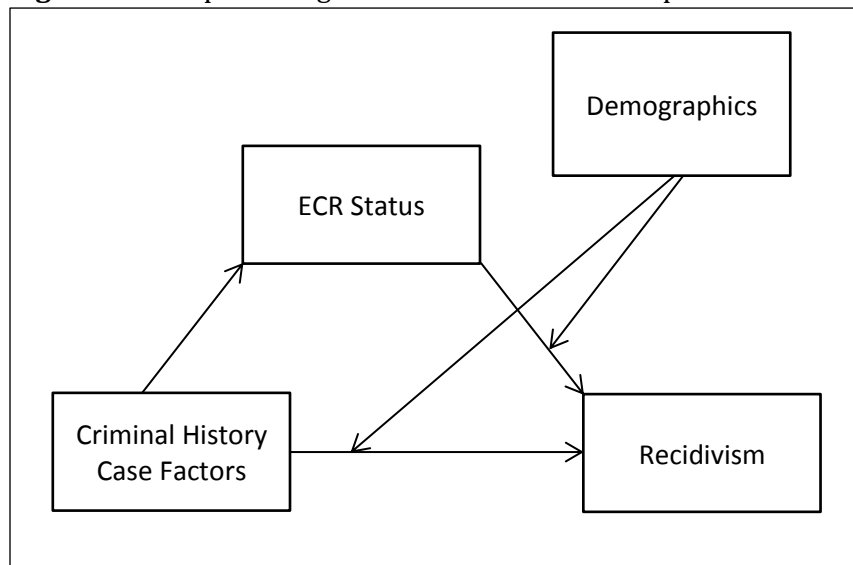 Demographics
ECR Status
Criminal History
Case Factors
Recidivism